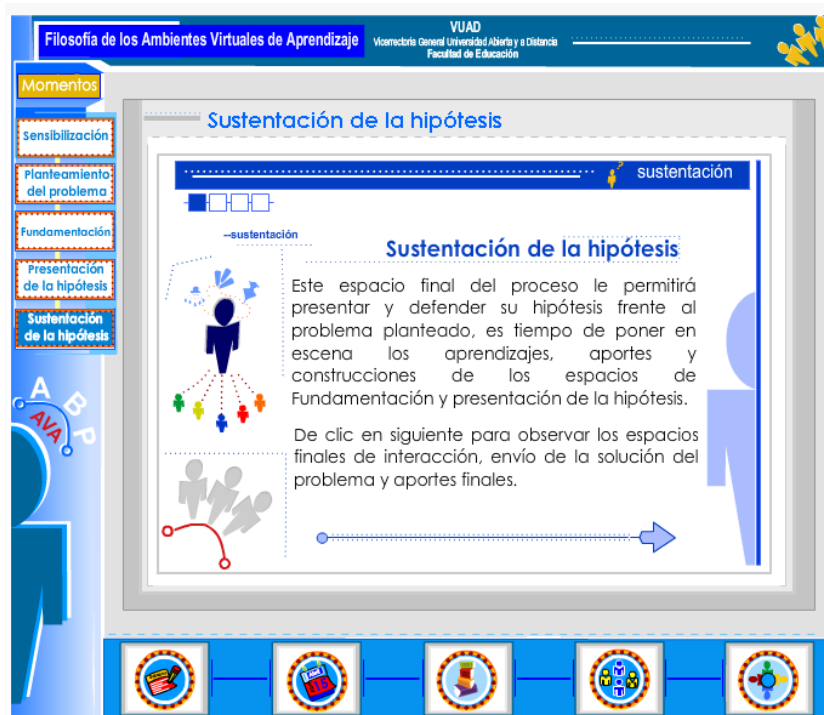 Filosofía de los Ambientes Virtuales de Aprendizaje
VUAD
Vicerrectoria General Universidad Abierta y a Distancia
Facultad de Educación
Momentos
Sensibilización
Planteamiento
del problema
Fundamentación
Presentación
de la hipótesis
Sustentación
de la hipótesis
A B P
AVA
Sustentación de la hipótesis
sustentación
--sustentación
Sustentación de la hipótesis
Este espacio final del proceso le permitirá
presentar y defender su hipótesis frente al
problema planteado, es tiempo de poner en
escena los aprendizajes, aportes y
construcciones de los espacios de
Fundamentación y presentación de la hipótesis.
De clic en siguiente para observar los espacios
finales de interacción, envío de la solución del
problema y aportes finales.